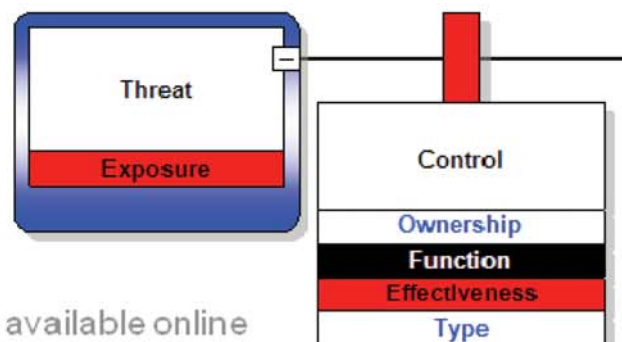 Threat
Exposure
Control
Ownership
Function
Effectiveness
Type
available online